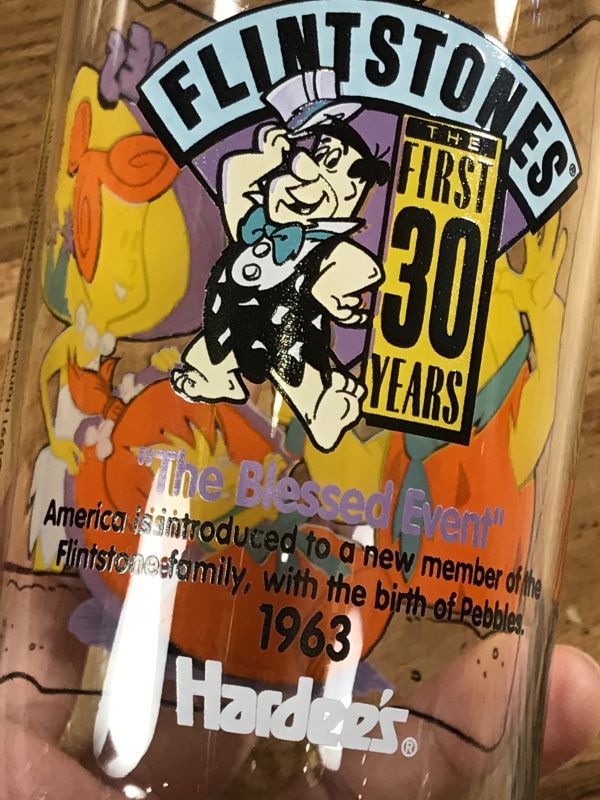 FLINTSTONES®
THE
FIRST
30
YEARS
"The Blessed Event"
America is introduced to a new member of the
Flintstone family, with the birth of Pebbles.
1963
Hardee's®